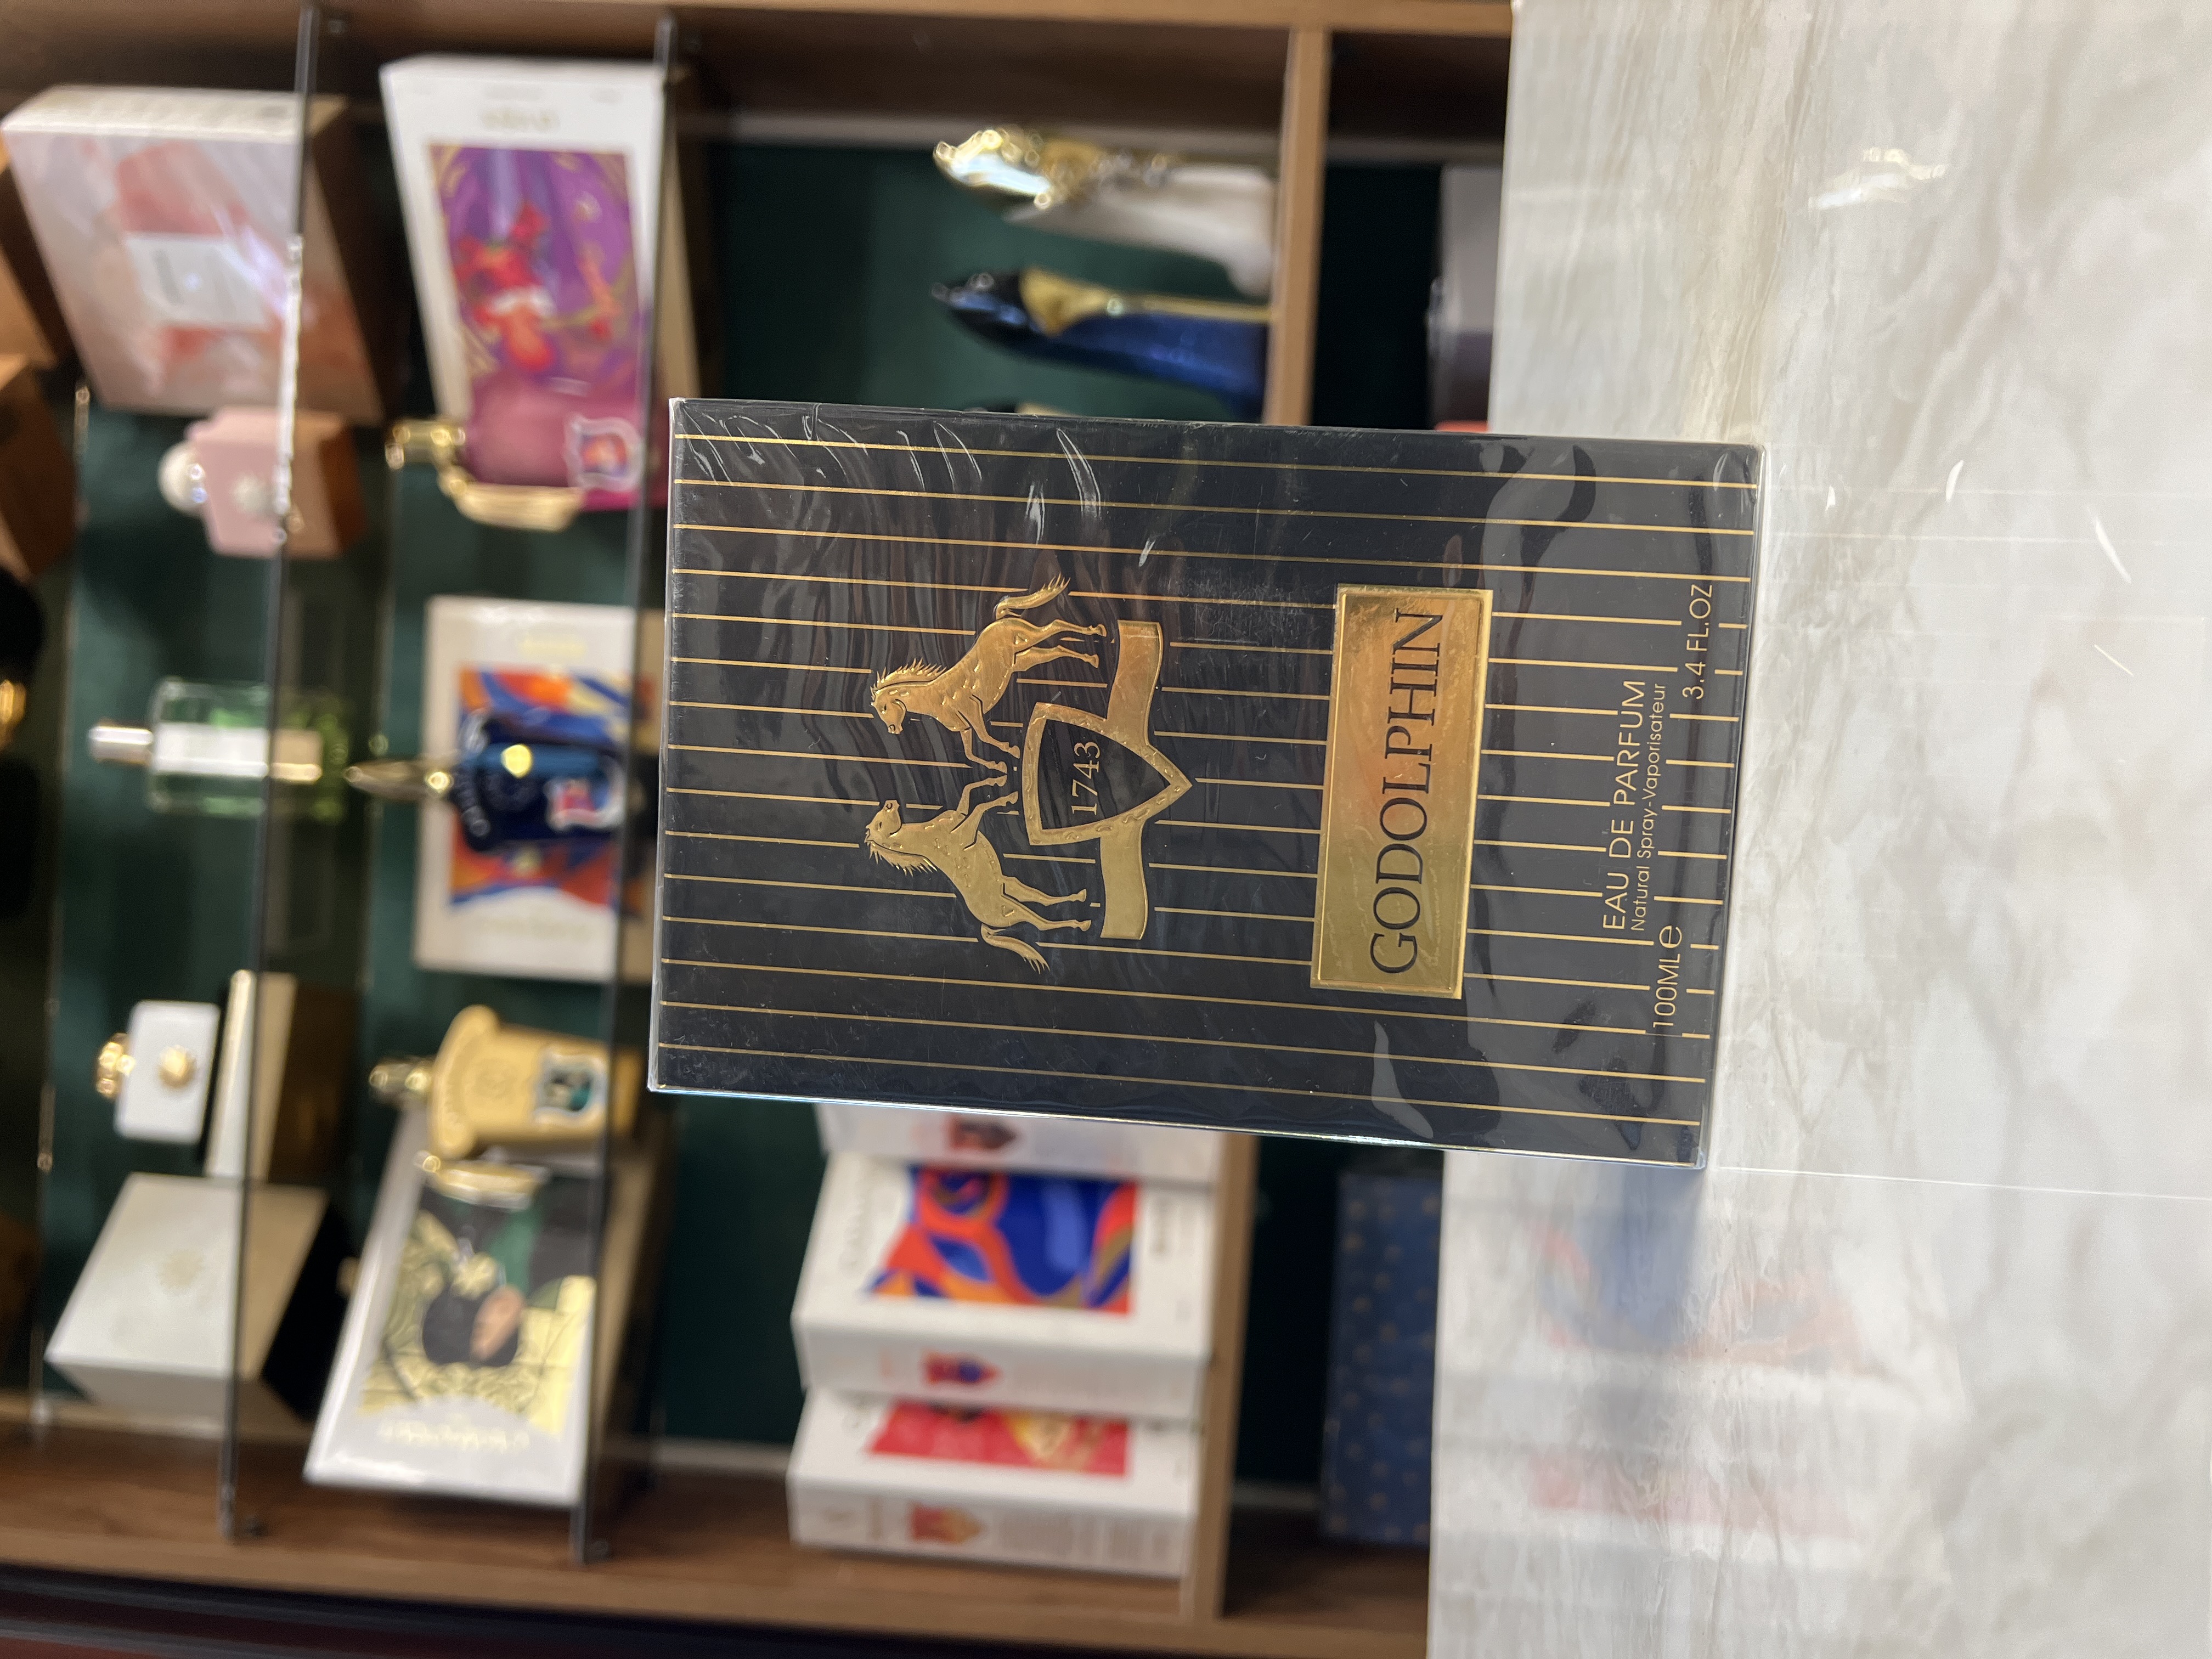 1743
GODOLPHIN
EAU DE PARFUM
Natural Spray-Vaporisateur
100ML e 3.4 FL.OZ